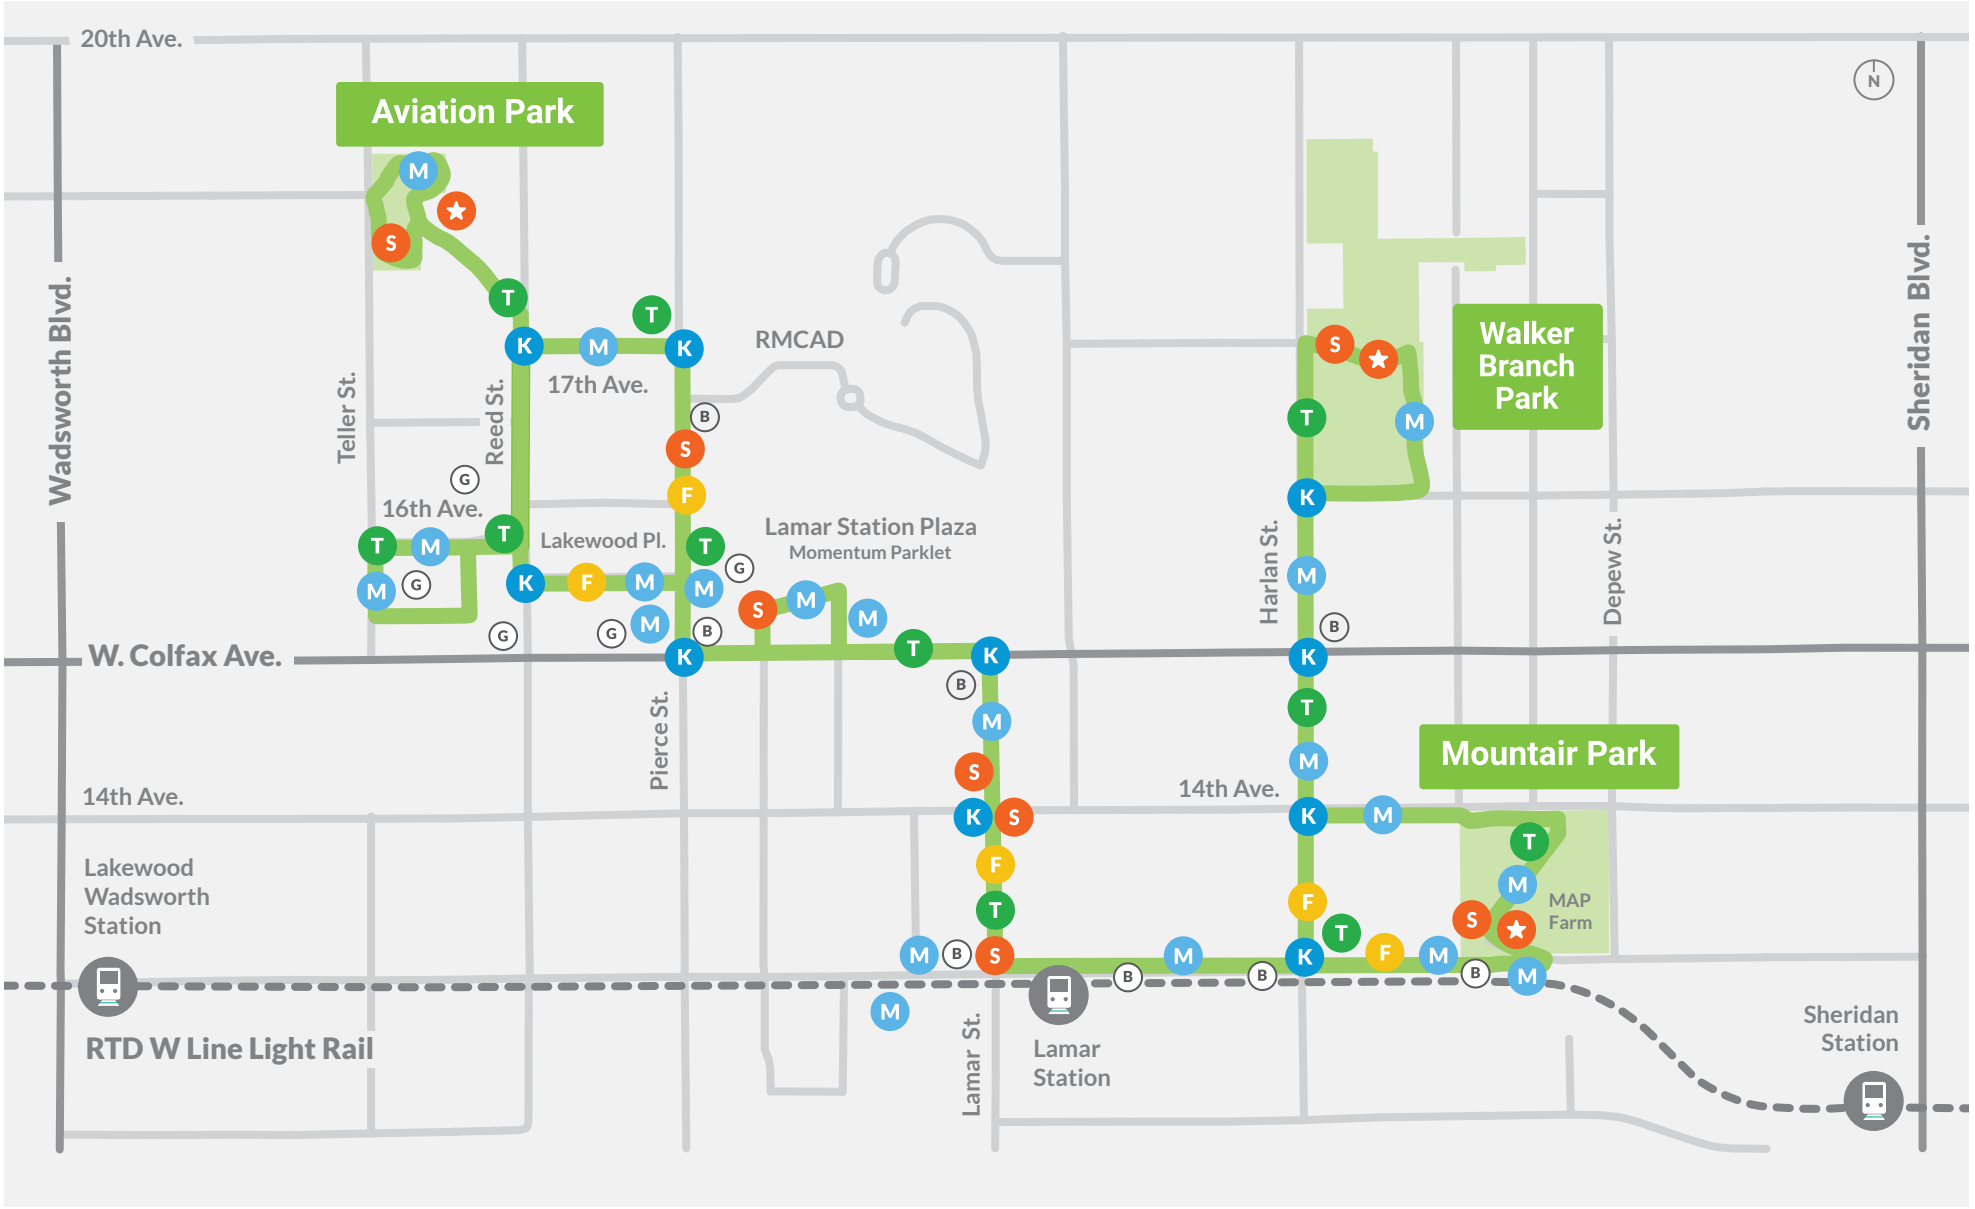 20th Ave.
N
Aviation Park
M
S
T
T
K
M
K
17th Ave.
RMCAD
Wadsworth Blvd.
Teller St.
Reed St.
B
S
F
G
16th Ave.
T
M
T
Lakewood Pl.
T
Lamar Station Plaza
Momentum Parklet
G
M
G
K
F
M
M
S
M
M
G
G
M
B
W. Colfax Ave.
K
T
K
B
Pierce St.
M
S
K
S
F
T
M
B
S
M
Lamar St.
S
T
M
K
Walker
Branch
Park
Sheridan Blvd.
Harlan St.
Depew St.
M
B
K
T
M
Mountair Park
14th Ave.
14th Ave.
K
M
T
M
MAP
Farm
S
F
T
K
F
M
B
M
M
B
B
Lakewood
Wadsworth
Station
RTD W Line Light Rail
Lamar
Station
Sheridan
Station